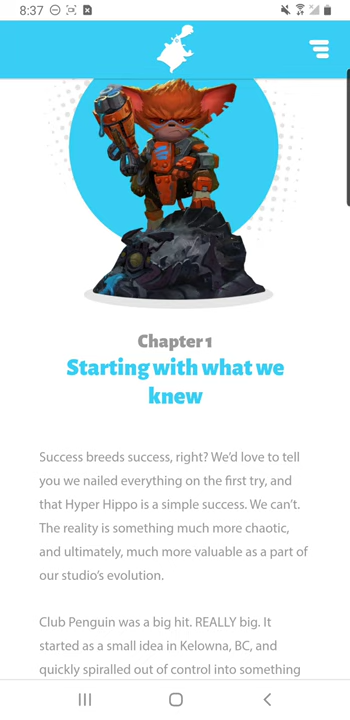 8:37
Chapter 1
Starting with what we
knew
Success breeds success, right? We'd love to tell
you we nailed everything on the first try, and
that Hyper Hippo is a simple success. We can't.
The reality is something much more chaotic,
and ultimately, much more valuable as a part of
our studio's evolution.
Club Penguin was a big hit. REALLY big. It
started as a small idea in Kelowna, BC, and
quickly spiralled out of control into something